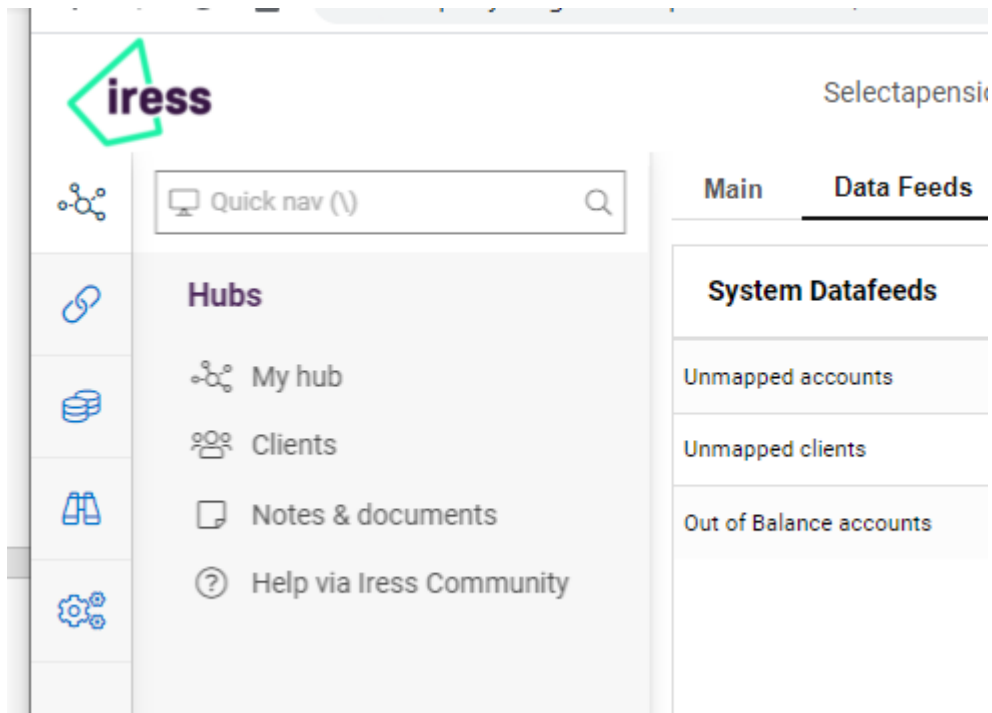 iress
Quick nav (\)
Hubs
My hub
Clients
Notes & documents
Help via Iress Community
Main
Data Feeds
System Datafeeds
Unmapped accounts
Unmapped clients
Out of Balance accounts